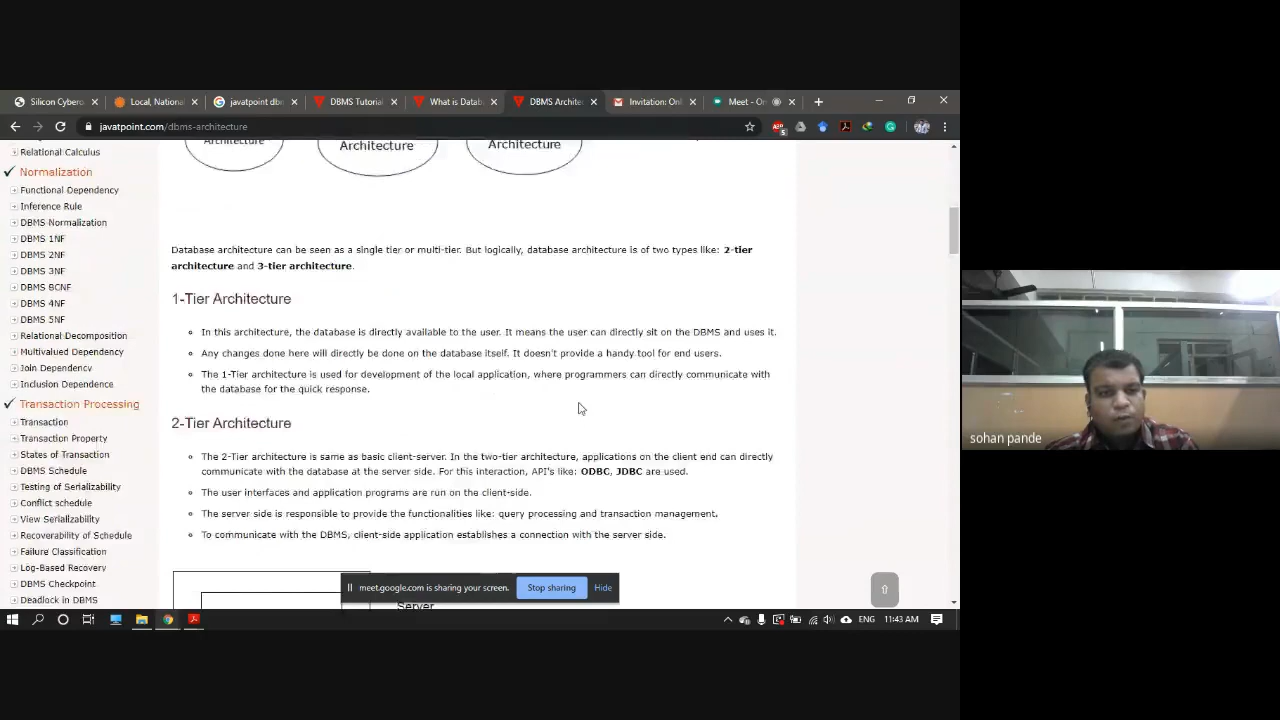 Silicon Cyberc
Local, National
javatpoint dbm
DBMS Tutorial
What is Databa
DBMS Archite
Invitation: Onl
Meet - On
javatpoint.com/dbms-architecture
Relational Calculus
Normalization
Functional Dependency
Inference Rule
DBMS Normalization
DBMS 1NF
DBMS 2NF
DBMS 3NF
DBMS BCNF
DBMS 4NF
DBMS 5NF
Relational Decomposition
Multivalued Dependency
Join Dependency
Inclusion Dependence
Transaction Processing
Transaction
Transaction Property
States of Transaction
DBMS Schedule
Testing of Serializability
Conflict schedule
View Serializability
Recoverability of Schedule
Failure Classification
Log-Based Recovery
DBMS Checkpoint
Deadlock in DBMS
Architecture
Architecture
Architecture
Database architecture can be seen as a single tier or multi-tier. But logically, database architecture is of two types like: 2-tier
architecture and 3-tier architecture.
1-Tier Architecture
In this architecture, the database is directly available to the user. It means the user can directly sit on the DBMS and uses it.
Any changes done here will directly be done on the database itself. It doesn't provide a handy tool for end users.
The 1-Tier architecture is used for development of the local application, where programmers can directly communicate with
the database for the quick response.
2-Tier Architecture
The 2-Tier architecture is same as basic client-server. In the two-tier architecture, applications on the client end can directly
communicate with the database at the server side. For this interaction, API's like: ODBC, JDBC are used.
The user interfaces and application programs are run on the client-side.
The server side is responsible to provide the functionalities like: query processing and transaction management.
To communicate with the DBMS, client-side application establishes a connection with the server side.
Server
meet.google.com is sharing your screen.
Stop sharing
Hide
ENG
11:43 AM
sohan pande